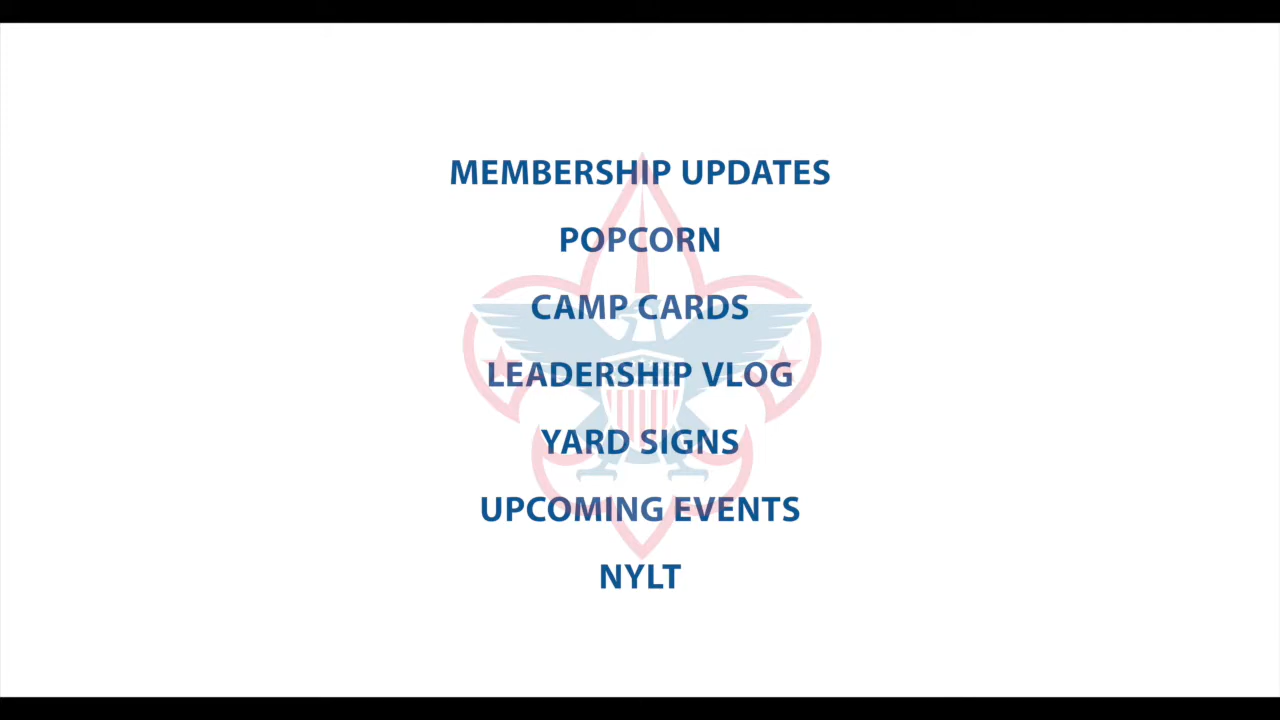 MEMBERSHIP UPDATES
POPCORN
CAMP CARDS
LEADERSHIP VLOG
YARD SIGNS
UPCOMING EVENTS
NYLT